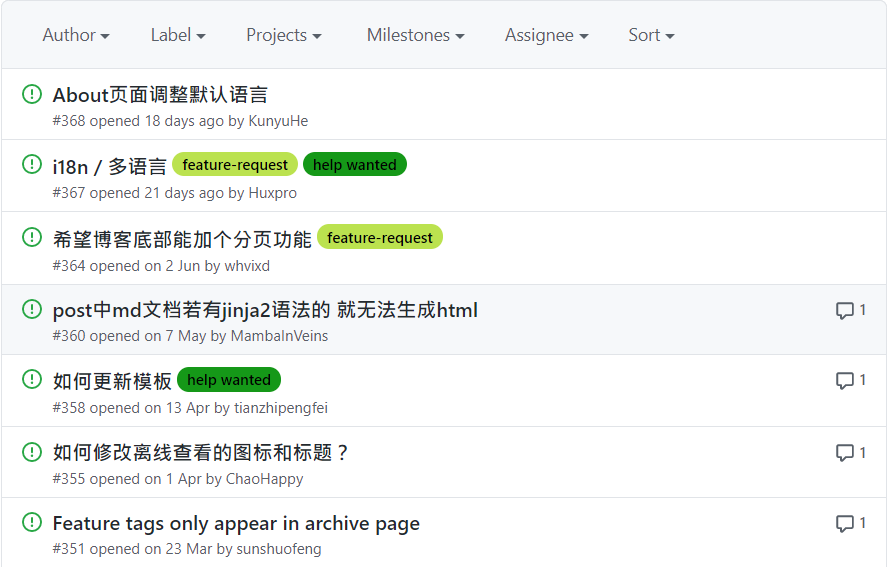 Author Label Projects Milestones Assignee Sort
About页面调整默认语言
#368 opened 18 days ago by KunyuHe
i18n / 多语言 feature-request help wanted
#367 opened 21 days ago by Huxpro
希望博客底部能加个分页功能 feature-request
#364 opened on 2 Jun by whvixd
post中md文档若有jinja2语法的 就无法生成html 1
#360 opened on 7 May by MambaInVeins
如何更新模板 help wanted 1
#358 opened on 13 Apr by tianzhipengfei
如何修改离线查看的图标和标题？ 1
#355 opened on 1 Apr by ChaoHappy
Feature tags only appear in archive page 1
#351 opened on 23 Mar by sunshuofeng